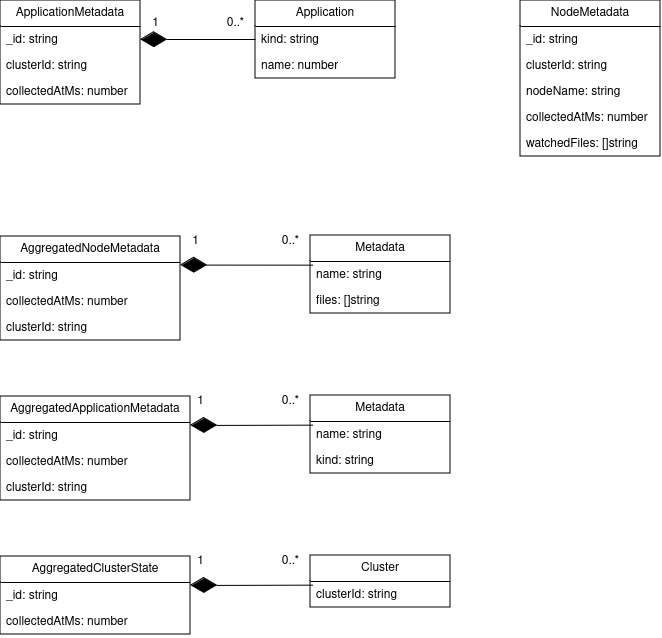 ApplicationMetadata
_id: string
clusterId: string
collectedAtMs: number
1
0..*
Application
kind: string
name: number
NodeMetadata
_id: string
clusterId: string
nodeName: string
collectedAtMs: number
watchedFiles: []string
AggregatedNodeMetadata
_id: string
collectedAtMs: number
clusterId: string
1
0..*
Metadata
name: string
files: []string
AggregatedApplicationMetadata
_id: string
collectedAtMs: number
clusterId: string
1
0..*
Metadata
name: string
kind: string
AggregatedClusterState
_id: string
collectedAtMs: number
1
0..*
Cluster
clusterId: string